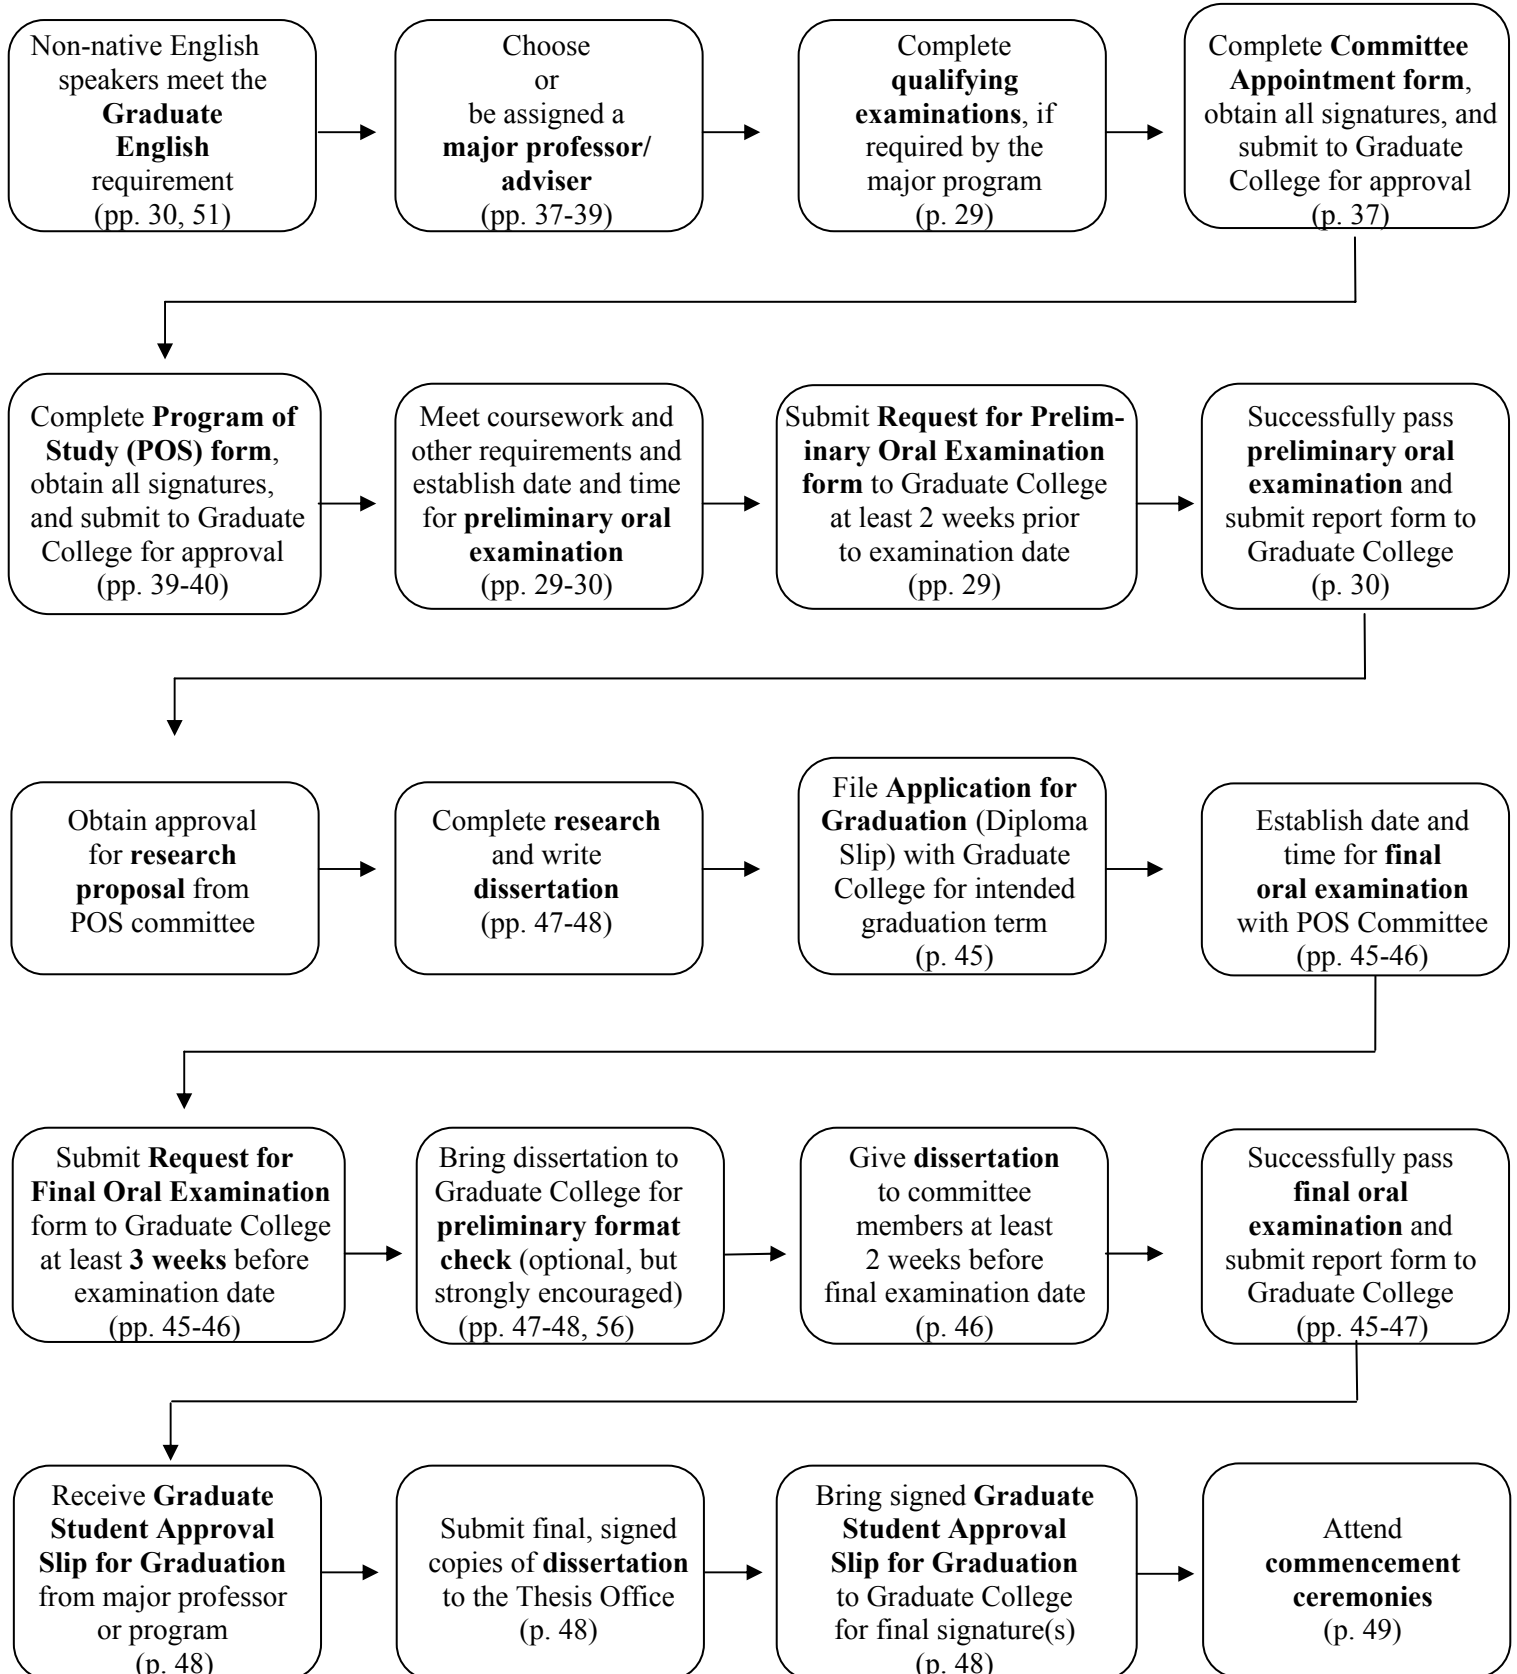 Non-native English
speakers meet the
Graduate
English
requirement
(pp. 30, 51)
Choose
or
be assigned a
major professor/
adviser
(pp. 37-39)
Complete
qualifying
examinations, if
required by the
major program
(p. 29)
Complete Committee
Appointment form,
obtain all signatures, and
submit to Graduate
College for approval
(p. 37)
Complete Program of
Study (POS) form,
obtain all signatures,
and submit to Graduate
College for approval
(pp. 39-40)
Meet coursework and
other requirements and
establish date and time
for preliminary oral
examination
(pp. 29-30)
Submit Request for Prelim-
inary Oral Examination
form to Graduate College
at least 2 weeks prior
to examination date
(pp. 29)
Successfully pass
preliminary oral
examination and
submit report form to
Graduate College
(p. 30)
Obtain approval
for research
proposal from
POS committee
Complete research
and write
dissertation
(pp. 47-48)
File Application for
Graduation (Diploma
Slip) with Graduate
College for intended
graduation term
(p. 45)
Establish date and
time for final
oral examination
with POS Committee
(pp. 45-46)
Submit Request for
Final Oral Examination
form to Graduate College
at least 3 weeks before
examination date
(pp. 45-46)
Bring dissertation to
Graduate College for
preliminary format
check (optional, but
strongly encouraged)
(pp. 47-48, 56)
Give dissertation
to committee
members at least
2 weeks before
final examination date
(p. 46)
Successfully pass
final oral
examination and
submit report form to
Graduate College
(pp. 45-47)
Receive Graduate
Student Approval
Slip for Graduation
from major professor
or program
(p. 48)
Submit final, signed
copies of dissertation
to the Thesis Office
(p. 48)
Bring signed Graduate
Student Approval
Slip for Graduation
to Graduate College
for final signature(s)
(p. 48)
Attend
commencement
ceremonies
(p. 49)